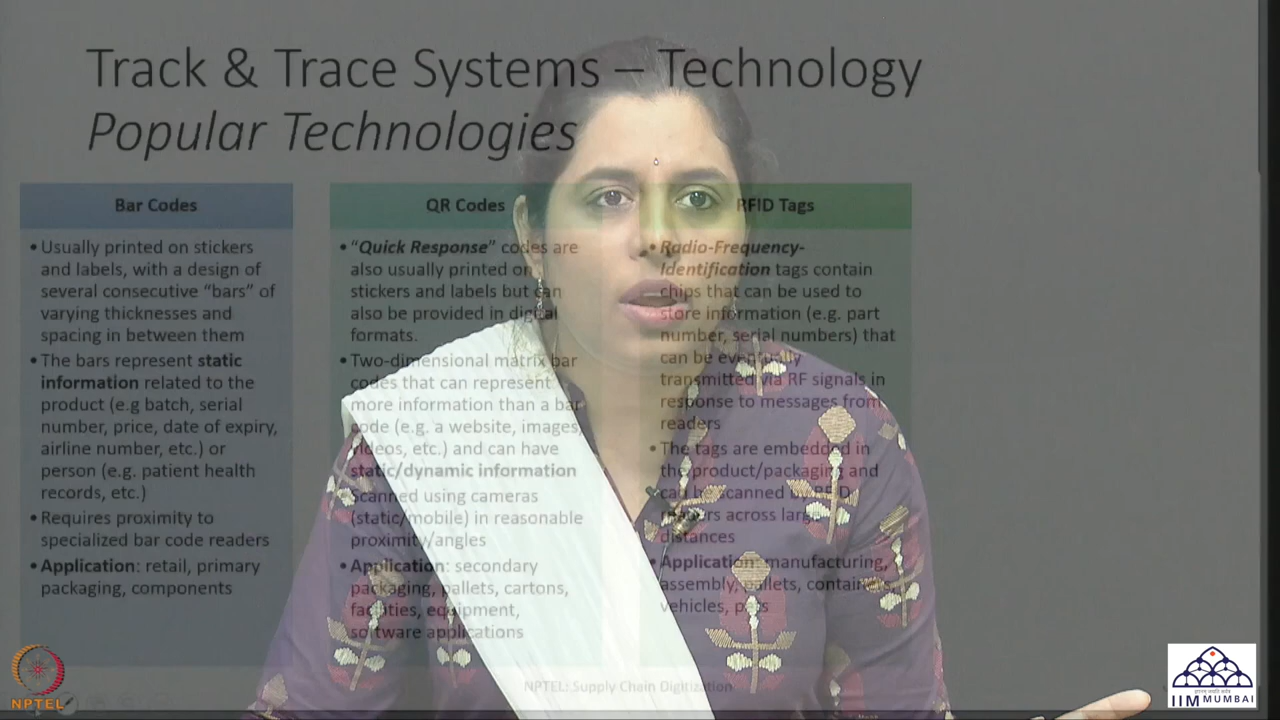 Track & Trace Systems – Technology
Popular Technologies
Bar Codes
• Usually printed on stickers
and labels, with a design of
several consecutive “bars” of
varying thicknesses and
spacing in between them
• The bars represent static
information related to the
product (e.g batch, serial
number, price, date of expiry,
airline number, etc.) or
person (e.g. patient health
records, etc.)
• Requires proximity to
specialized bar code readers
• Application: retail, primary
packaging, components
QR Codes
• “Quick Response” codes are
also usually printed on
stickers and labels but can
also be provided in digital
formats.
• Two-dimensional matrix bar
codes that can represent
more information than a bar
code (e.g. a website, images,
videos, etc.) and can have
static/dynamic information
• Scanned using cameras
(static/mobile) in reasonable
proximity/angles
• Application: secondary
packaging, pallets, cartons,
facilities, equipment,
software applications
RFID Tags
• Radio-Frequency-
Identification tags contain
chips that can be used to
store information (e.g. part
number, serial numbers) that
can be eventually
transmitted via RF signals in
response to messages from
readers
• The tags are embedded in
the product/packaging and
can be scanned by RFID
readers across large
distances
• Application: manufacturing,
assembly, pallets, containers,
vehicles, parts
NPTEL: Supply Chain Digitization
NPTEL
IIM MUMBAI